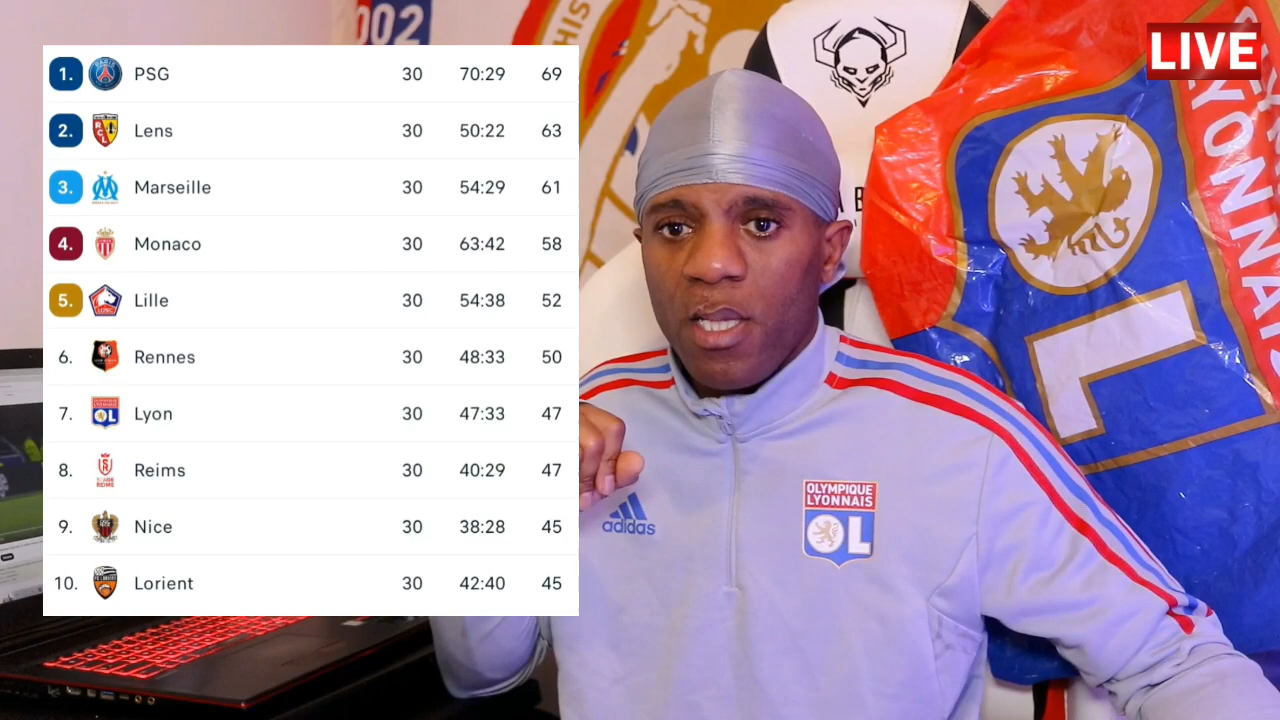 002
HIS
LIVE
1. PSG 30 70:29 69
2. Lens 30 50:22 63
3. Marseille 30 54:29 61
4. Monaco 30 63:42 58
5. Lille 30 54:38 52
6. Rennes 30 48:33 50
7. Lyon 30 47:33 47
8. Reims 30 40:29 47
9. Nice 30 38:28 45
10. Lorient 30 42:40 45
OL
adidas
OLYMPIQUE
LYONNAIS
OL